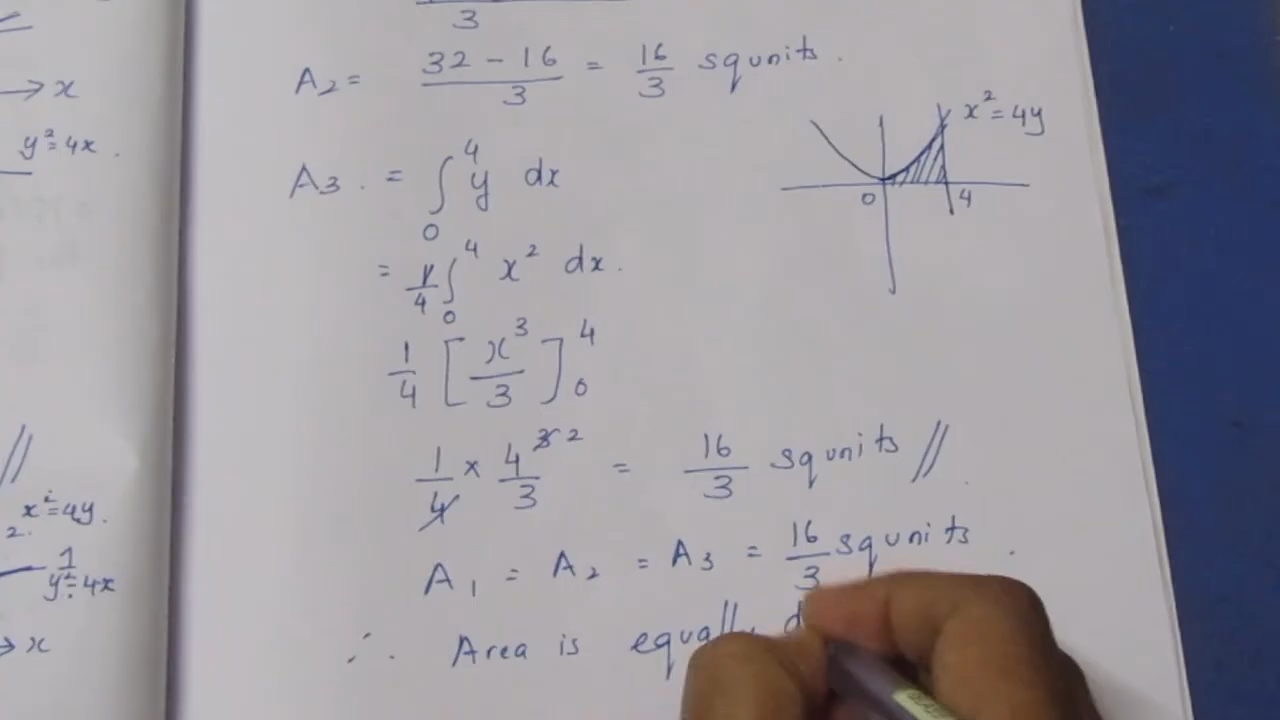 3
A2 = 32 - 16 / 3 = 16/3 squnits.
x² = 4y
0 4
A3. = ∫₀⁴ y dx
= 1/4 ∫₀⁴ x² dx.
1/4 [x³/3]₀⁴
1/4 × 4²/3 = 16/3 squnits //
A1 = A2 = A3 = 16/3 squnits.
∴ Area is equally d
→ x
y² = 4x.
//
x² = 4y.
2.
1
y² = 4x
→ x